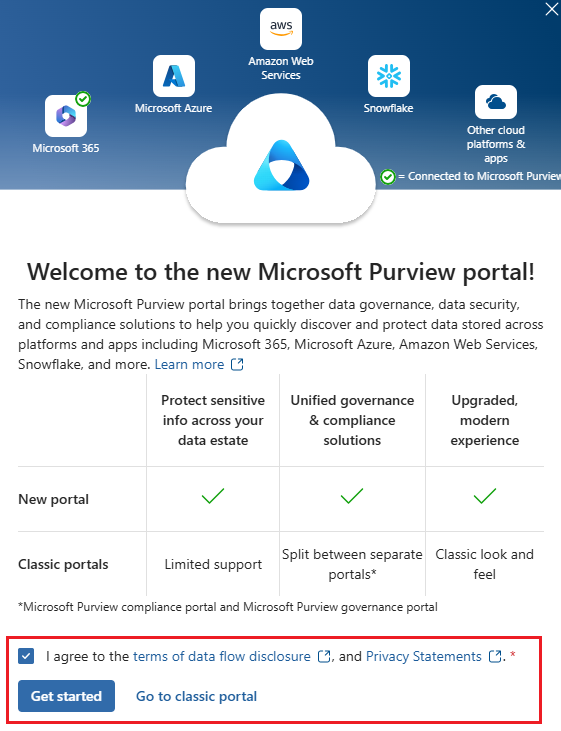 aws
Amazon Web
Services
Microsoft Azure
Snowflake
Microsoft 365
Other cloud
platforms &
apps
= Connected to Microsoft Purview
Welcome to the new Microsoft Purview portal!
The new Microsoft Purview portal brings together data governance, data security,
and compliance solutions to help you quickly discover and protect data stored across
platforms and apps including Microsoft 365, Microsoft Azure, Amazon Web Services,
Snowflake, and more. Learn more
Protect sensitive
info across your
data estate
Unified governance
& compliance
solutions
Upgraded,
modern
experience
New portal
Classic portals
Limited support
Split between separate
portals*
Classic look and
feel
*Microsoft Purview compliance portal and Microsoft Purview governance portal
I agree to the terms of data flow disclosure , and Privacy Statements . *
Get started
Go to classic portal